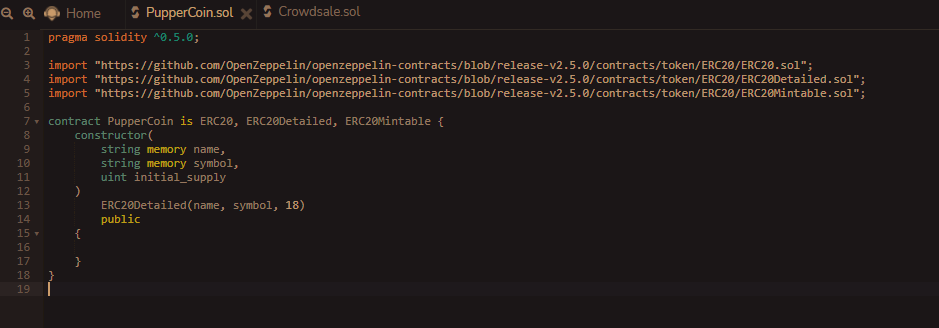 Home PupperCoin.sol Crowdsale.sol
1 pragma solidity ^0.5.0;
2
3 import "https://github.com/OpenZeppelin/openzeppelin-contracts/blob/release-v2.5.0/contracts/token/ERC20/ERC20.sol";
4 import "https://github.com/OpenZeppelin/openzeppelin-contracts/blob/release-v2.5.0/contracts/token/ERC20/ERC20Detailed.sol";
5 import "https://github.com/OpenZeppelin/openzeppelin-contracts/blob/release-v2.5.0/contracts/token/ERC20/ERC20Mintable.sol";
6
7 contract PupperCoin is ERC20, ERC20Detailed, ERC20Mintable {
8     constructor(
9         string memory name,
10         string memory symbol,
11         uint initial_supply
12     )
13         ERC20Detailed(name, symbol, 18)
14         public
15     {
16
17     }
18 }
19